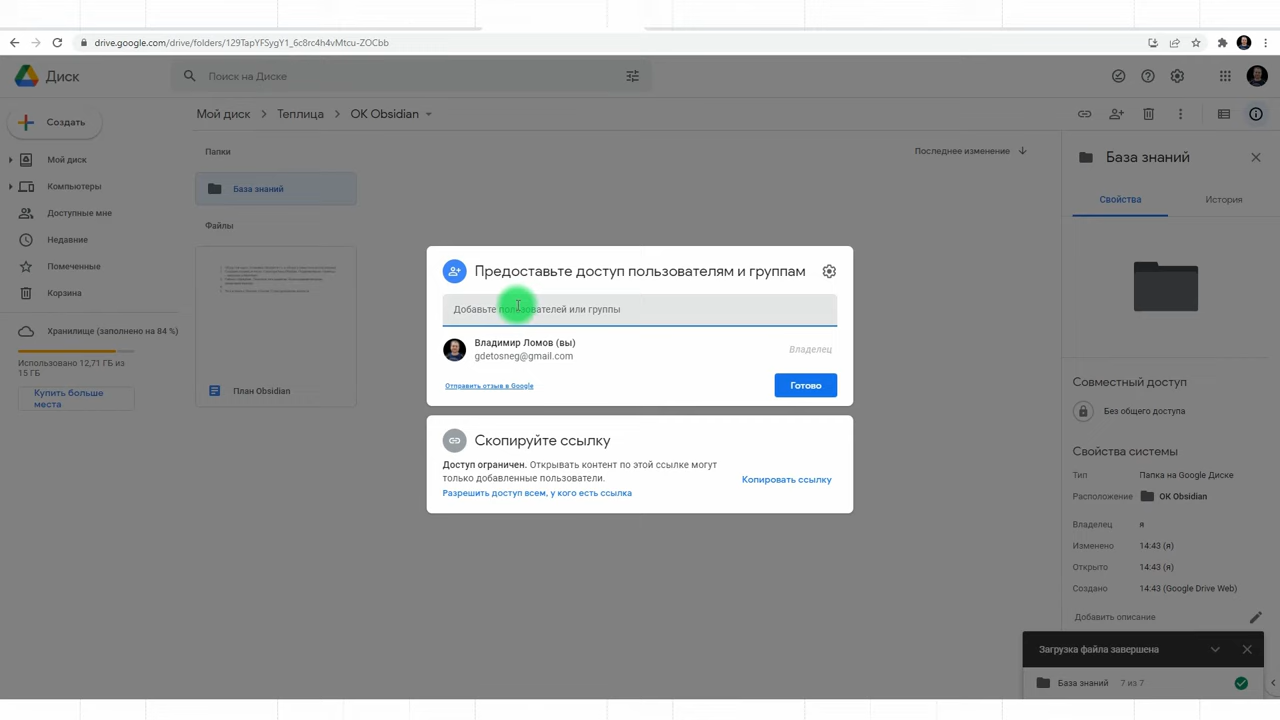 drive.google.com/drive/folders/129TapYFSygY1_6c8rc4h4vMtcu-ZOCbb
Диск
Поиск на Диске
Создать
Мой диск
Теплица
OK Obsidian
Мой диск
Компьютеры
Доступные мне
Недавние
Помеченные
Корзина
Хранилище (заполнено на 84 %)
Использовано 12,71 ГБ из
15 ГБ
Купить больше
места
Папки
Последнее изменение
База знаний
Файлы
План Obsidian
Предоставьте доступ пользователям и группам
Добавьте пользователей или группы
Владимир Ломов (вы)
gdetosneg@gmail.com
Владелец
Отправить отзыв в Google
Готово
Скопируйте ссылку
Доступ ограничен. Открывать контент по этой ссылке могут
только добавленные пользователи.
Копировать ссылку
Разрешить доступ всем, у кого есть ссылка
База знаний
Свойства
История
Совместный доступ
Без общего доступа
Свойства системы
Тип
Папка на Google Диске
Расположение
OK Obsidian
Владелец
я
Изменено
14:43 (я)
Открыто
14:43 (я)
Создано
14:43 (Google Drive Web)
Добавить описание
Загрузка файла завершена
База знаний
7 из 7